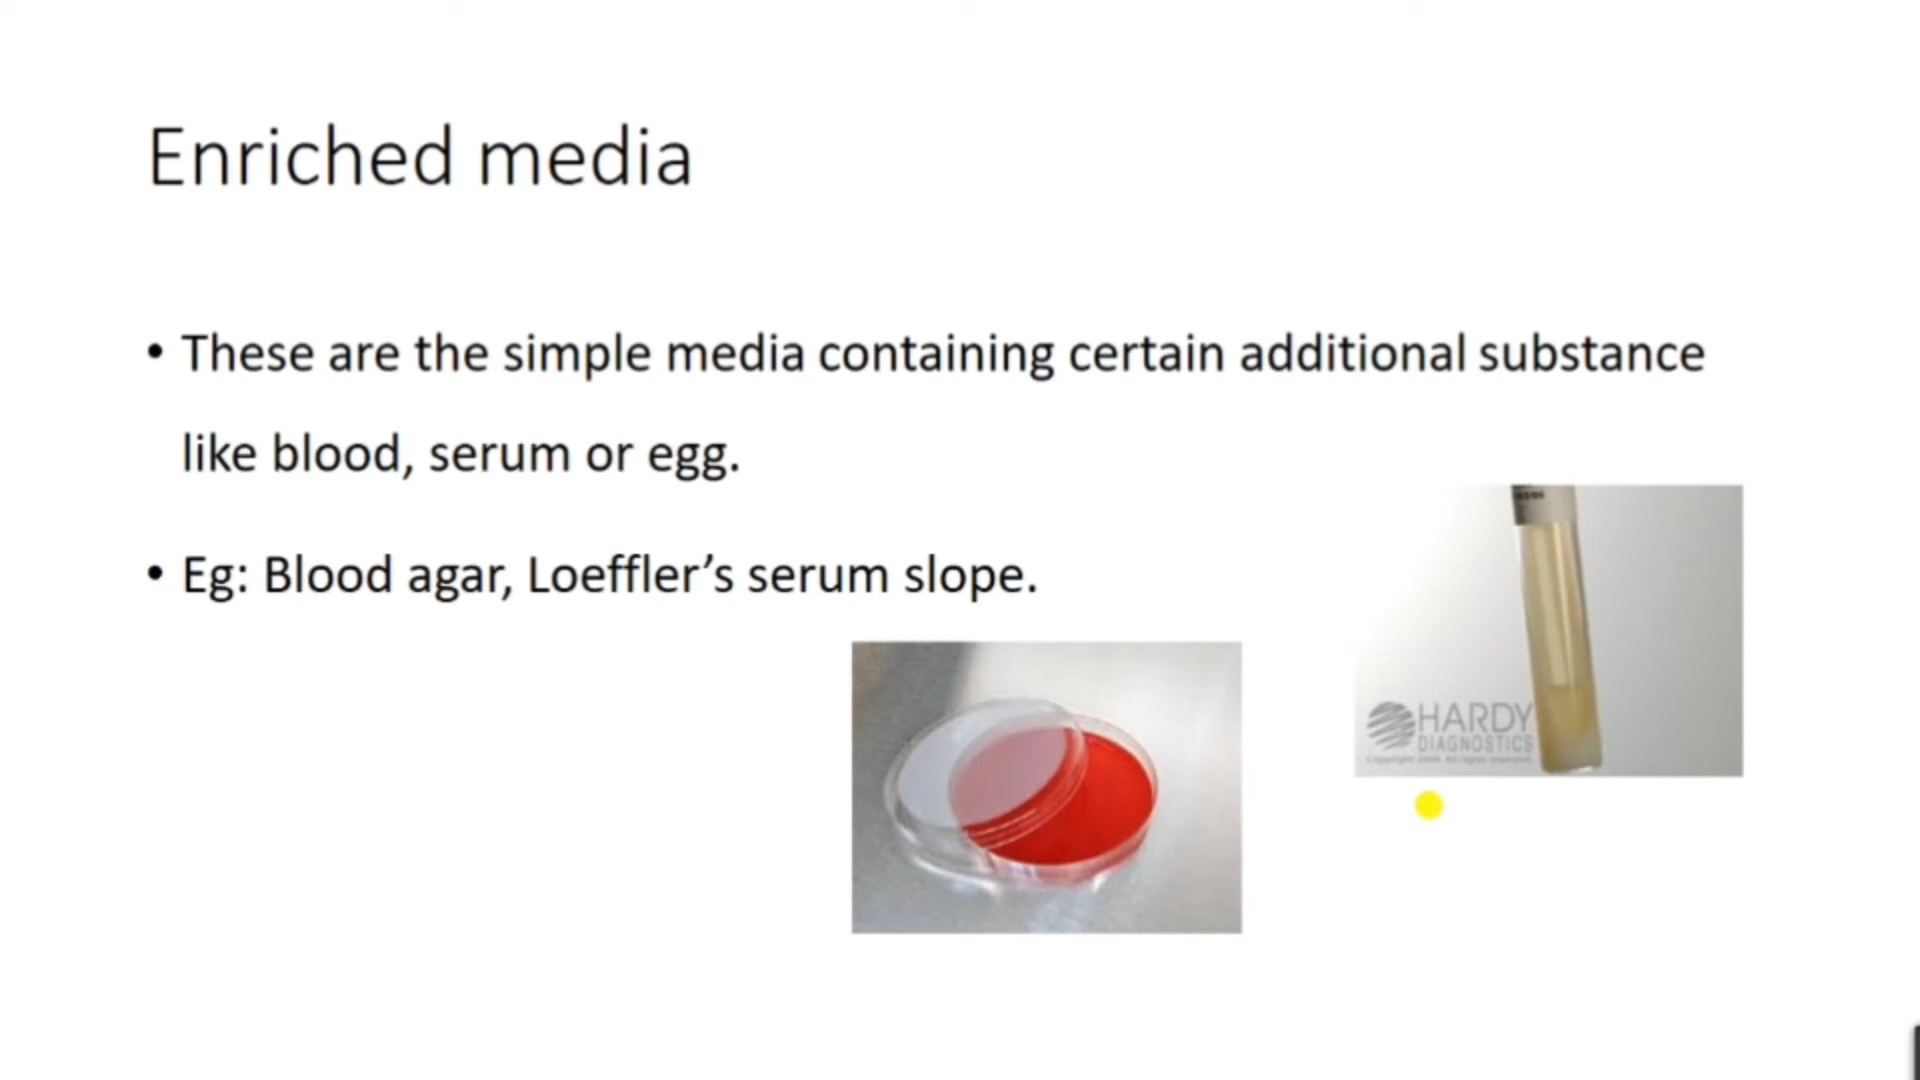 Enriched media
• These are the simple media containing certain additional substance
like blood, serum or egg.
• Eg: Blood agar, Loeffler’s serum slope.
HARDY
DIAGNOSTICS